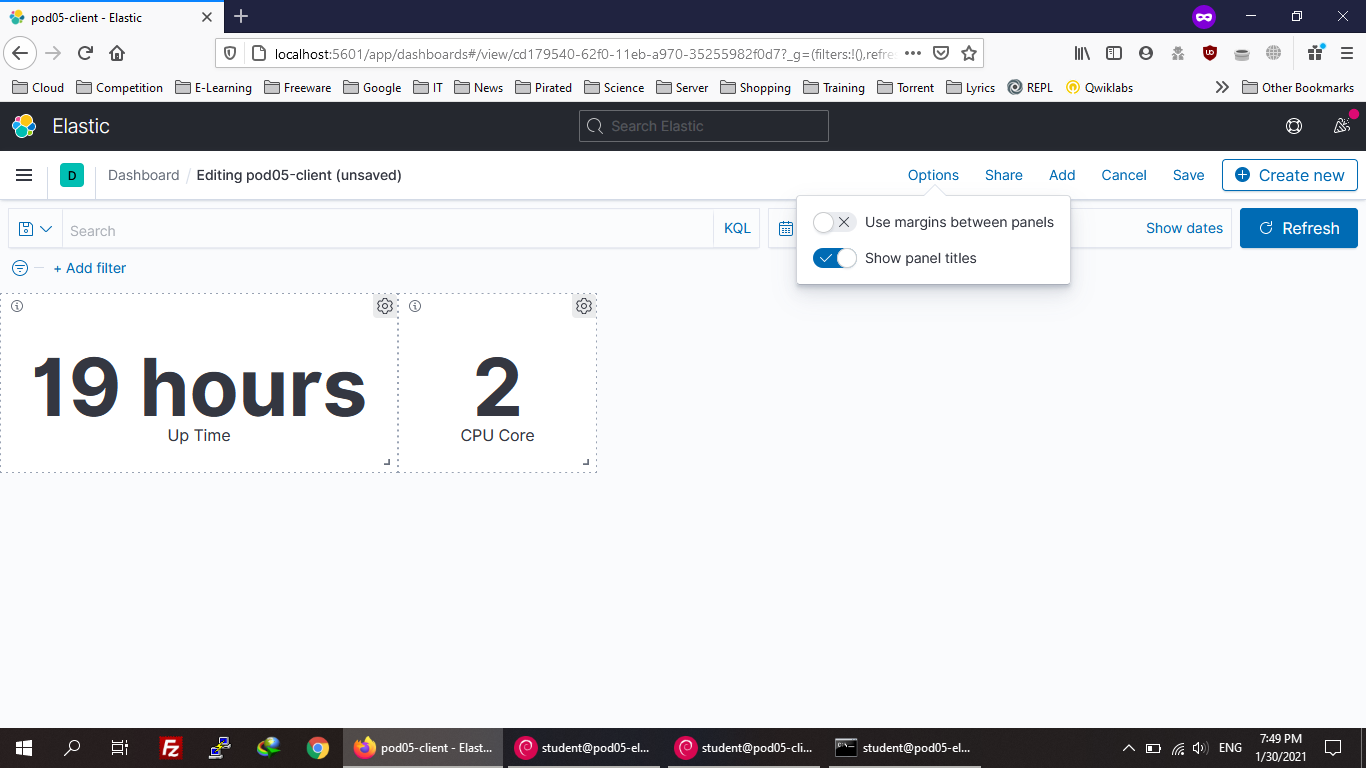 pod05-client - Elastic
localhost:5601/app/dashboards#/view/cd179540-62f0-11eb-a970-35255982f0d7?_g=(filters:!(),refre
Cloud Competition E-Learning Freeware Google IT News Pirated Science Server Shopping Training Torrent Lyrics REPL Qwiklabs Other Bookmarks
Elastic Search Elastic
D Dashboard / Editing pod05-client (unsaved) Options Share Add Cancel Save Create new
Search KQL Show dates Refresh
Use margins between panels
Show panel titles
+ Add filter
19 hours
Up Time
2
CPU Core
pod05-client - Elast... student@pod05-el... student@pod05-cli... student@pod05-el... ENG
7:49 PM
1/30/2021